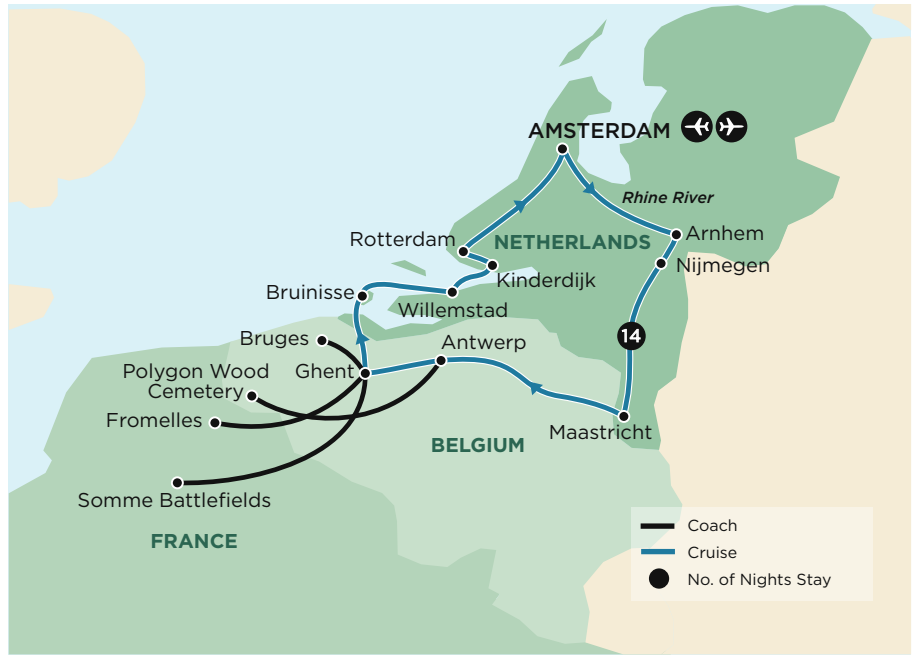 AMSTERDAM
Rhine River
Rotterdam
NETHERLANDS
Arnhem
Nijmegen
Kinderdijk
Bruinisse
Willemstad
Bruges
Antwerp
14
Polygon Wood
Cemetery
Ghent
Fromelles
Maastricht
BELGIUM
Somme Battlefields
FRANCE
Coach
Cruise
No. of Nights Stay